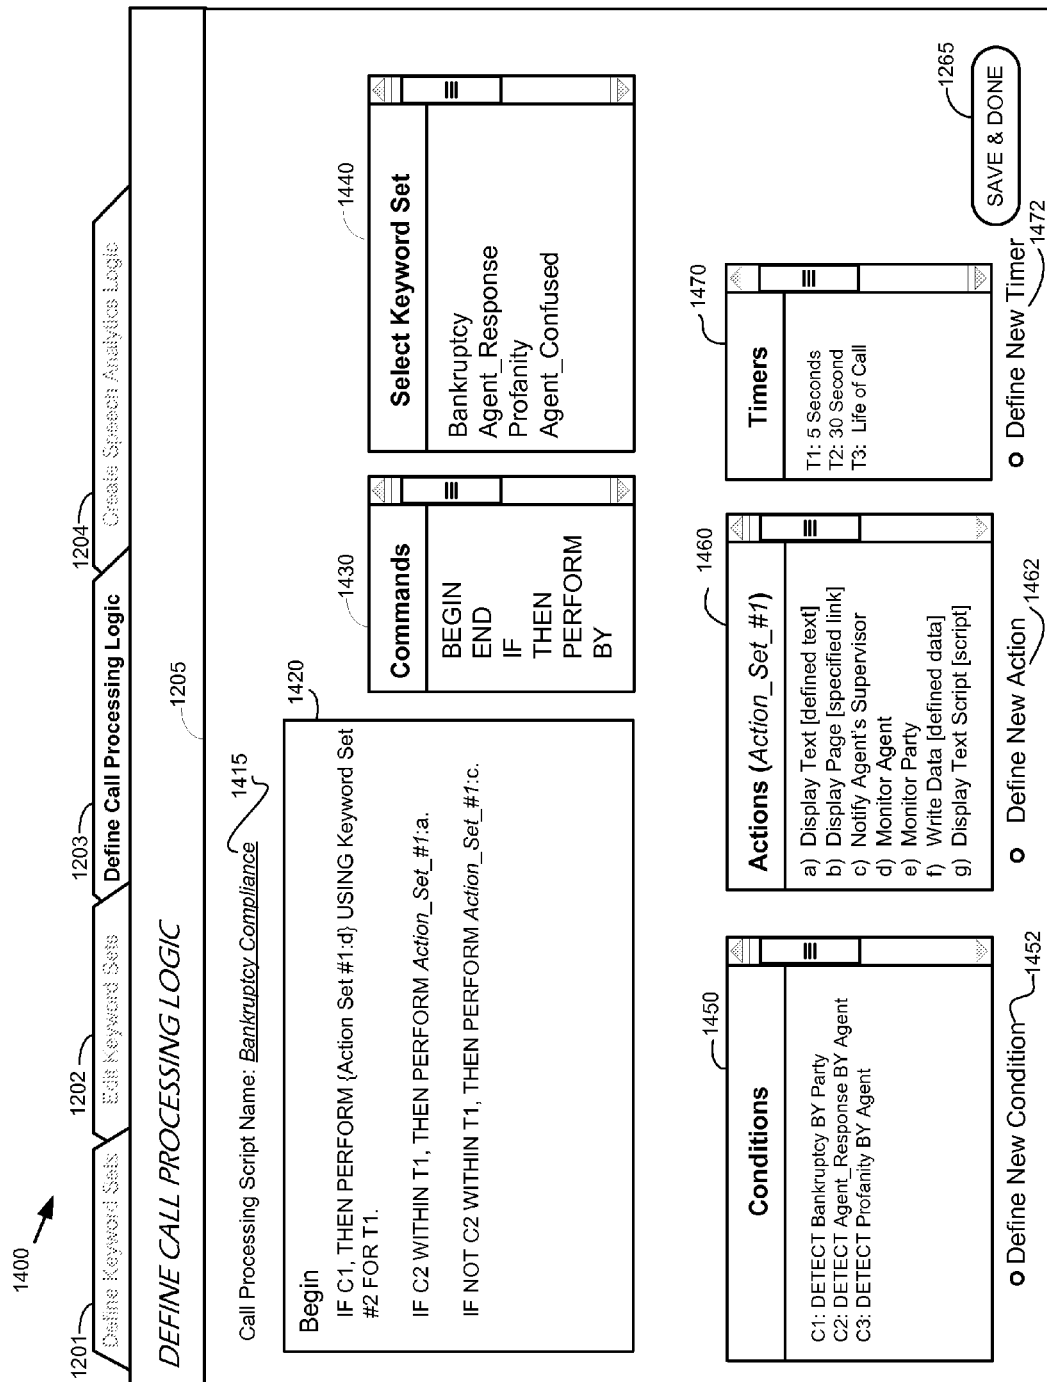 1400
1201
Define Keyword Sets
1202
Edit Keyword Sets
1203
Define Call Processing Logic
1204
Create Speech Analytics Logic
DEFINE CALL PROCESSING LOGIC
1205
Call Processing Script Name: Bankruptcy Compliance
1415
1420
Begin
IF C1, THEN PERFORM {Action Set #1:d} USING Keyword Set
#2 FOR T1.
IF C2 WITHIN T1, THEN PERFORM Action_Set_#1:a.
IF NOT C2 WITHIN T1, THEN PERFORM Action_Set_#1:c.
1430
Commands
BEGIN
END
IF
THEN
PERFORM
BY
1440
Select Keyword Set
Bankruptcy
Agent_Response
Profanity
Agent_Confused
1450
Conditions
C1: DETECT Bankruptcy BY Party
C2: DETECT Agent_Response BY Agent
C3: DETECT Profanity BY Agent
Define New Condition
1452
1460
Actions (Action_Set_#1)
a) Display Text [defined text]
b) Display Page [specified link]
c) Notify Agent's Supervisor
d) Monitor Agent
e) Monitor Party
f) Write Data [defined data]
g) Display Text Script [script]
Define New Action
1462
1470
Timers
T1: 5 Seconds
T2: 30 Second
T3: Life of Call
Define New Timer
1472
1265
SAVE & DONE